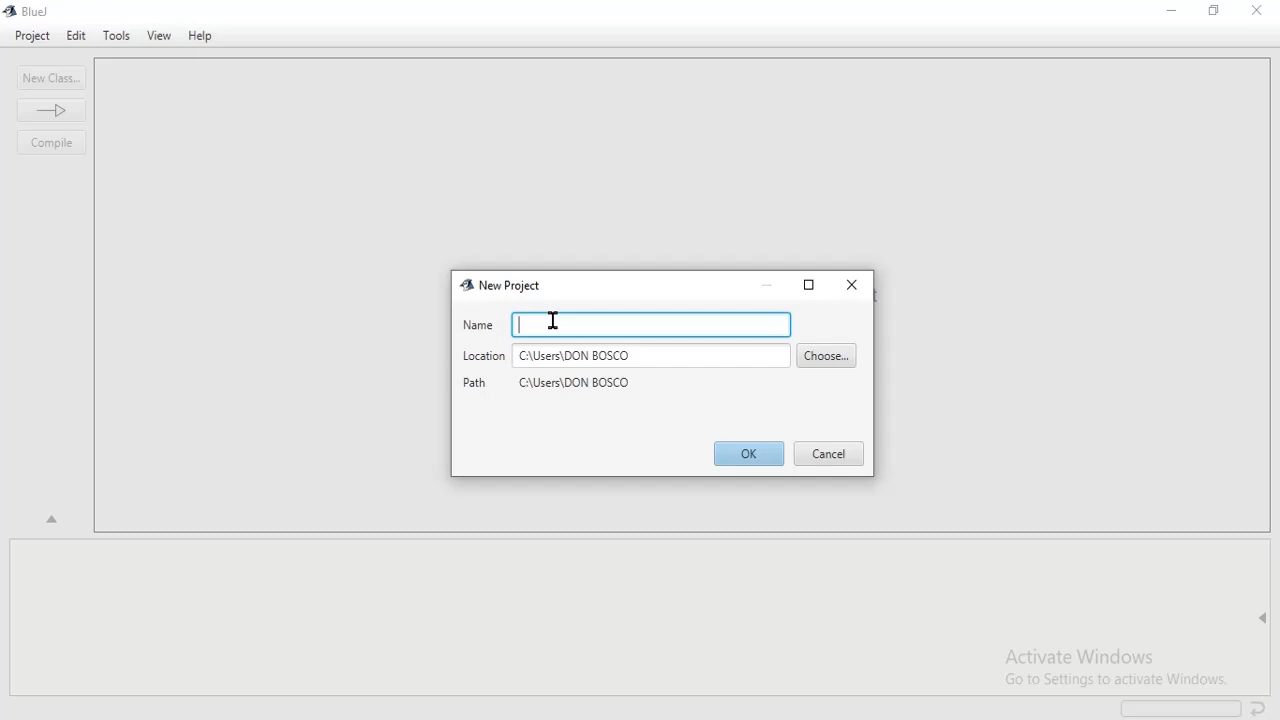 BlueJ
Project Edit Tools View Help
New Class...
Compile
New Project
Name
Location C:\Users\DON BOSCO Choose...
Path C:\Users\DON BOSCO
OK Cancel
Activate Windows
Go to Settings to activate Windows.